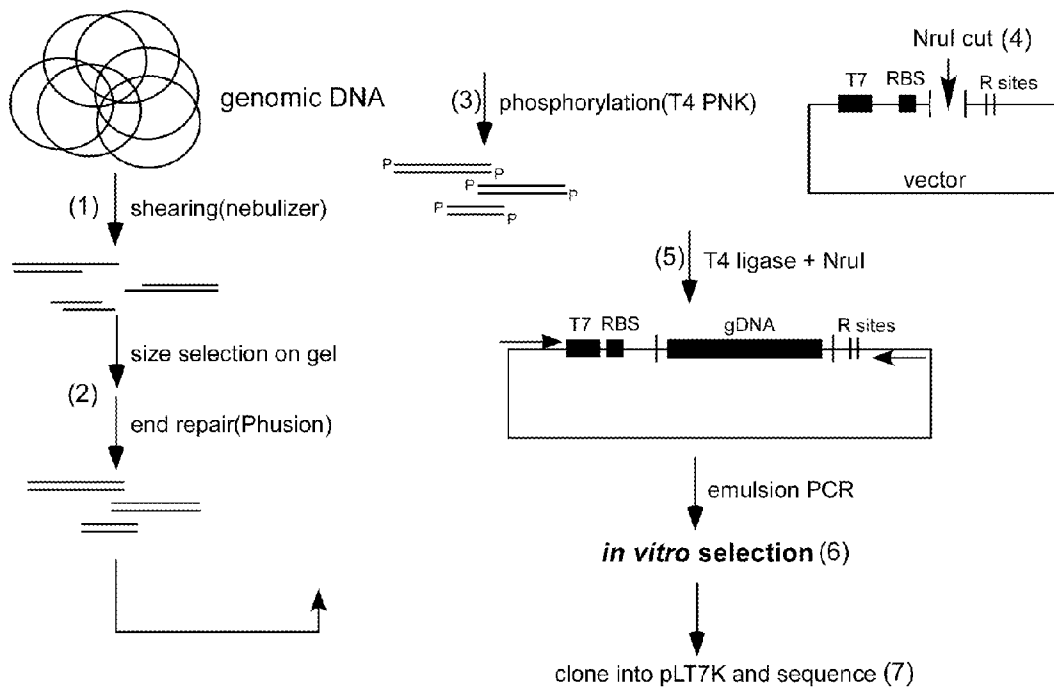 genomic DNA
(1) shearing(nebulizer)
size selection on gel
(2)
end repair(Phusion)
(3) phosphorylation(T4 PNK)
P
P
P
P
P
P
NruI cut (4)
T7 RBS R sites
vector
(5) T4 ligase + NruI
T7 RBS gDNA R sites
emulsion PCR
in vitro selection (6)
clone into pLT7K and sequence (7)